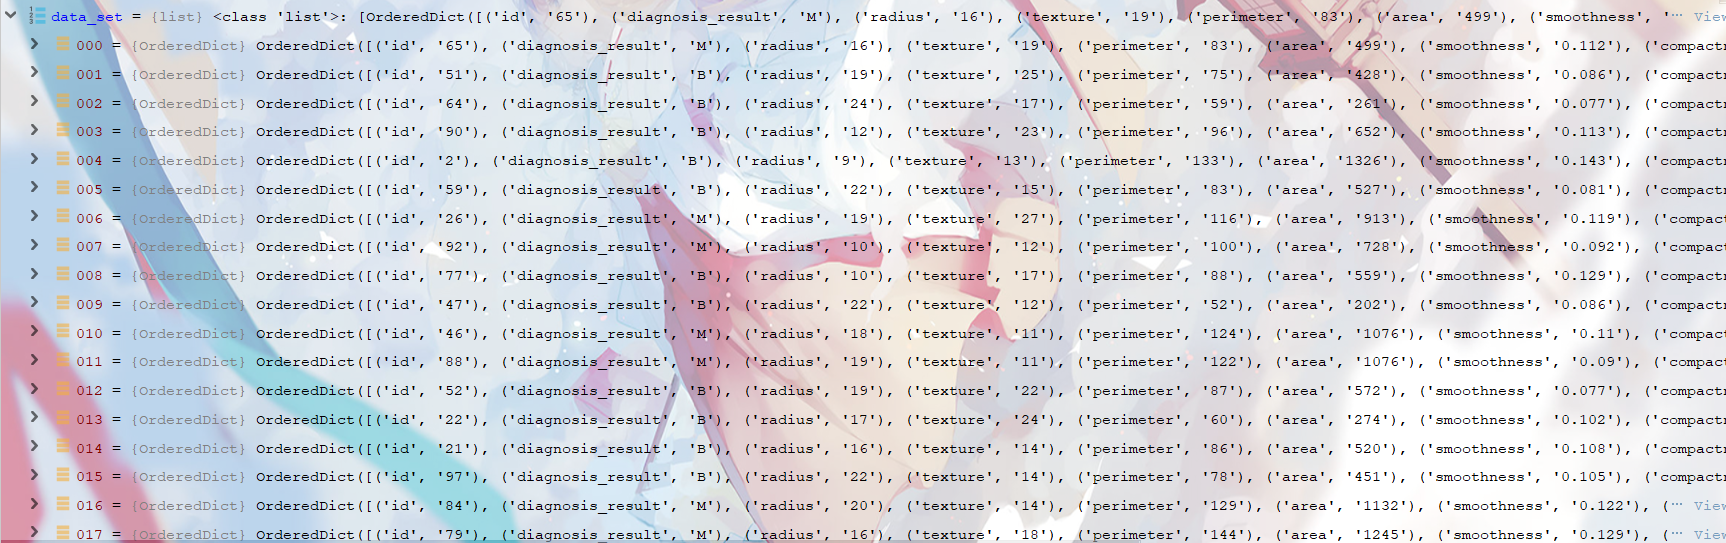 data_set = {list} <class 'list'>: [OrderedDict([('id', '65'), ('diagnosis_result', 'M'), ('radius', '16'), ('texture', '19'), ('perimeter', '83'), ('area', '499'), ('smoothness', '··· View
000 = {OrderedDict} OrderedDict([('id', '65'), ('diagnosis_result', 'M'), ('radius', '16'), ('texture', '19'), ('perimeter', '83'), ('area', '499'), ('smoothness', '0.112'), ('compact
001 = {OrderedDict} OrderedDict([('id', '51'), ('diagnosis_result', 'B'), ('radius', '19'), ('texture', '25'), ('perimeter', '75'), ('area', '428'), ('smoothness', '0.086'), ('compact
002 = {OrderedDict} OrderedDict([('id', '64'), ('diagnosis_result', 'B'), ('radius', '24'), ('texture', '17'), ('perimeter', '59'), ('area', '261'), ('smoothness', '0.077'), ('compact
003 = {OrderedDict} OrderedDict([('id', '90'), ('diagnosis_result', 'B'), ('radius', '12'), ('texture', '23'), ('perimeter', '96'), ('area', '652'), ('smoothness', '0.113'), ('compact
004 = {OrderedDict} OrderedDict([('id', '2'), ('diagnosis_result', 'B'), ('radius', '9'), ('texture', '13'), ('perimeter', '133'), ('area', '1326'), ('smoothness', '0.143'), ('compact
005 = {OrderedDict} OrderedDict([('id', '59'), ('diagnosis_result', 'B'), ('radius', '22'), ('texture', '15'), ('perimeter', '83'), ('area', '527'), ('smoothness', '0.081'), ('compact
006 = {OrderedDict} OrderedDict([('id', '26'), ('diagnosis_result', 'M'), ('radius', '19'), ('texture', '27'), ('perimeter', '116'), ('area', '913'), ('smoothness', '0.119'), ('compact
007 = {OrderedDict} OrderedDict([('id', '92'), ('diagnosis_result', 'M'), ('radius', '10'), ('texture', '12'), ('perimeter', '100'), ('area', '728'), ('smoothness', '0.092'), ('compact
008 = {OrderedDict} OrderedDict([('id', '77'), ('diagnosis_result', 'B'), ('radius', '10'), ('texture', '17'), ('perimeter', '88'), ('area', '559'), ('smoothness', '0.129'), ('compact
009 = {OrderedDict} OrderedDict([('id', '47'), ('diagnosis_result', 'B'), ('radius', '22'), ('texture', '12'), ('perimeter', '52'), ('area', '202'), ('smoothness', '0.086'), ('compact
010 = {OrderedDict} OrderedDict([('id', '46'), ('diagnosis_result', 'M'), ('radius', '18'), ('texture', '11'), ('perimeter', '124'), ('area', '1076'), ('smoothness', '0.11'), ('compact
011 = {OrderedDict} OrderedDict([('id', '88'), ('diagnosis_result', 'M'), ('radius', '19'), ('texture', '11'), ('perimeter', '122'), ('area', '1076'), ('smoothness', '0.09'), ('compact
012 = {OrderedDict} OrderedDict([('id', '52'), ('diagnosis_result', 'B'), ('radius', '19'), ('texture', '22'), ('perimeter', '87'), ('area', '572'), ('smoothness', '0.077'), ('compact
013 = {OrderedDict} OrderedDict([('id', '22'), ('diagnosis_result', 'B'), ('radius', '17'), ('texture', '24'), ('perimeter', '60'), ('area', '274'), ('smoothness', '0.102'), ('compact
014 = {OrderedDict} OrderedDict([('id', '21'), ('diagnosis_result', 'B'), ('radius', '16'), ('texture', '14'), ('perimeter', '86'), ('area', '520'), ('smoothness', '0.108'), ('compact
015 = {OrderedDict} OrderedDict([('id', '97'), ('diagnosis_result', 'B'), ('radius', '22'), ('texture', '14'), ('perimeter', '78'), ('area', '451'), ('smoothness', '0.105'), ('compact
016 = {OrderedDict} OrderedDict([('id', '84'), ('diagnosis_result', 'M'), ('radius', '20'), ('texture', '14'), ('perimeter', '129'), ('area', '1132'), ('smoothness', '0.122'), (··· View
017 = {OrderedDict} OrderedDict([('id', '79'), ('diagnosis_result', 'M'), ('radius', '16'), ('texture', '18'), ('perimeter', '144'), ('area', '1245'), ('smoothness', '0.129'), (··· View